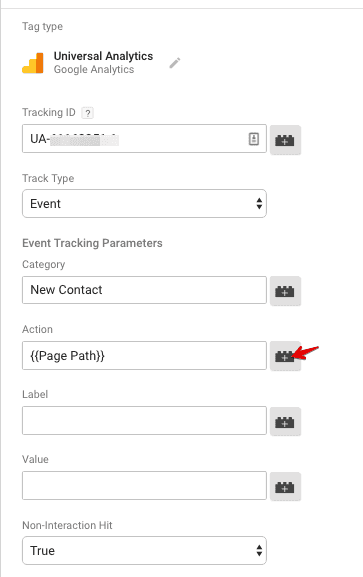 Tag type
Universal Analytics
Google Analytics
Tracking ID ?
UA-
Track Type
Event
Event Tracking Parameters
Category
New Contact
Action
{{Page Path}}
Label
Value
Non-Interaction Hit
True